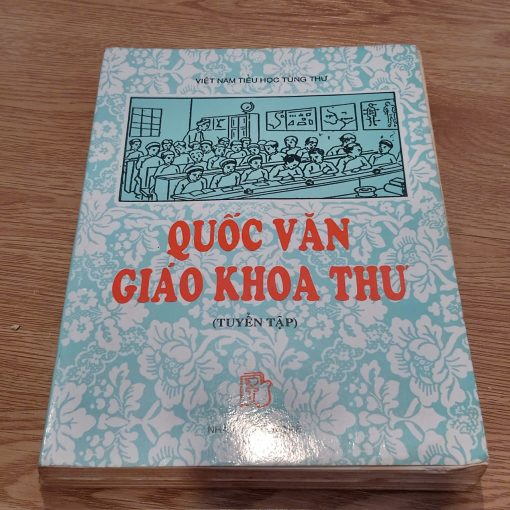 VIỆT NAM TIỂU HỌC TÙNG THƯ
QUỐC VĂN
GIÁO KHOA THƯ
(TUYỂN TẬP)